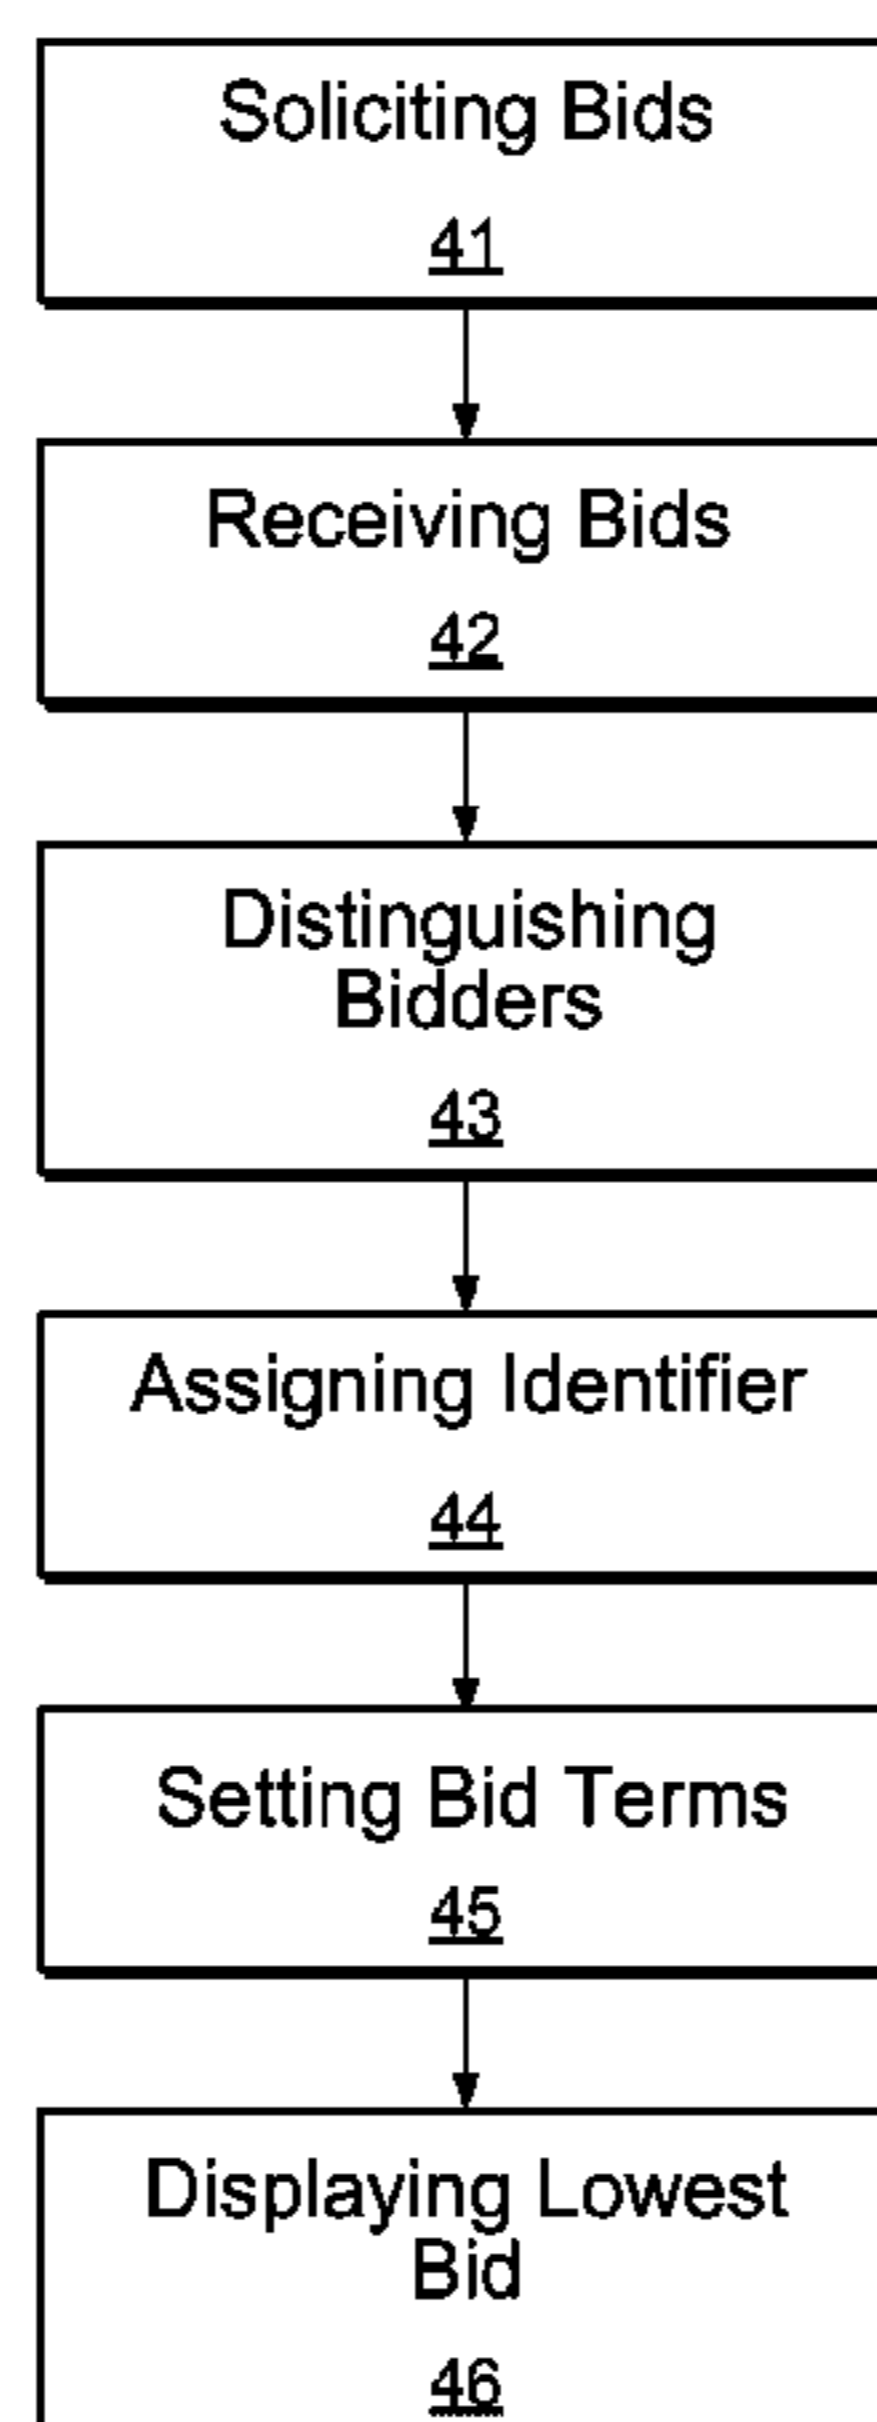 Soliciting Bids
41
Receiving Bids
42
Distinguishing
Bidders
43
Assigning Identifier
44
Setting Bid Terms
45
Displaying Lowest
Bid
46